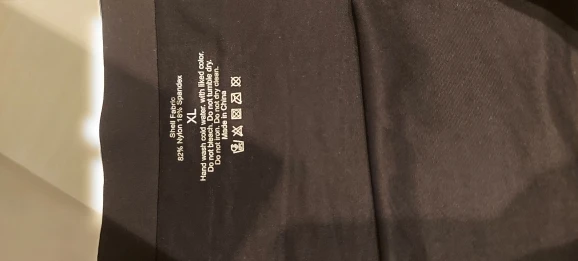 Shell Fabric
82% Nylon 18% Spandex
XL
Hand wash cold water, with liked color.
Do not bleach. Do not tumble dry.
Do not iron. Do not dry clean.
Made In China